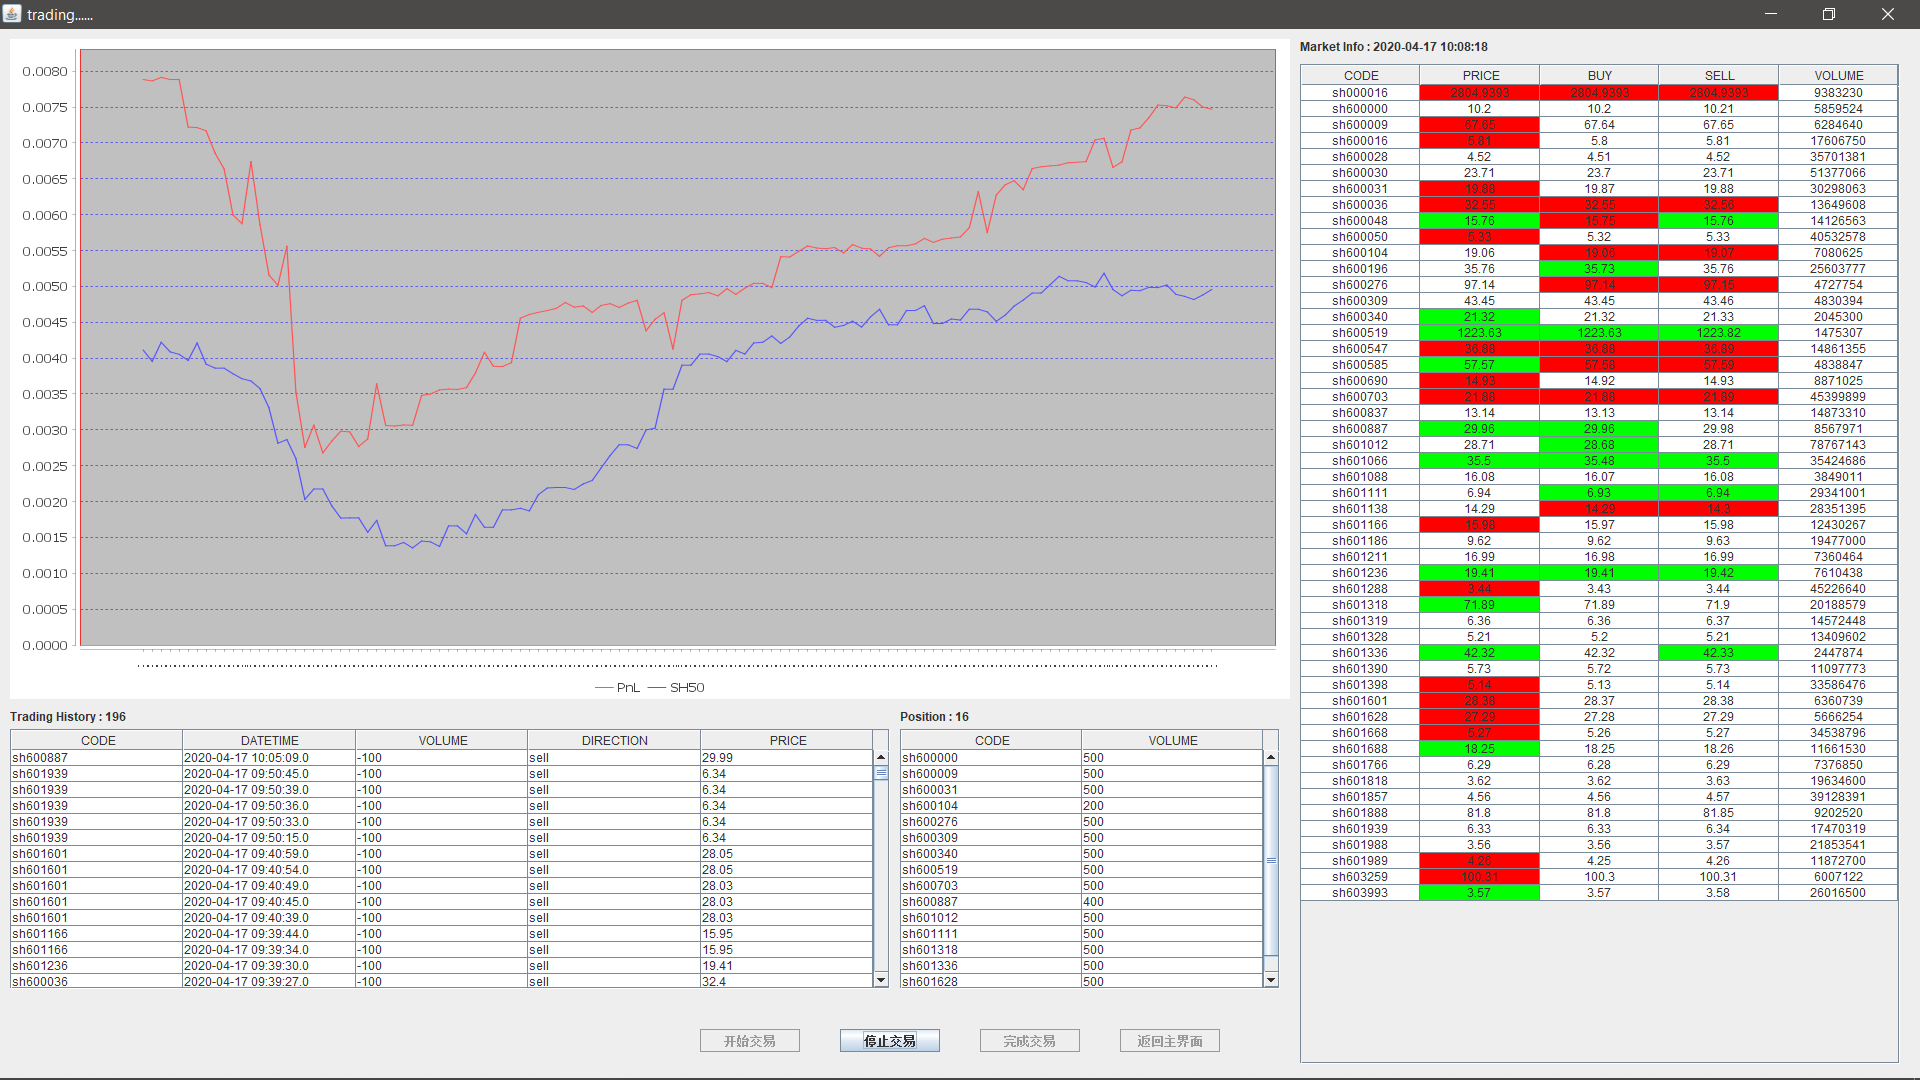 trading......
0.0080
0.0075
0.0070
0.0065
0.0060
0.0055
0.0050
0.0045
0.0040
0.0035
0.0030
0.0025
0.0020
0.0015
0.0010
0.0005
0.0000
PnL SH50
Trading History : 196
CODE DATETIME VOLUME DIRECTION PRICE
sh600887 2020-04-17 10:05:09.0 -100 sell 29.99
sh601939 2020-04-17 09:50:45.0 -100 sell 6.34
sh601939 2020-04-17 09:50:39.0 -100 sell 6.34
sh601939 2020-04-17 09:50:36.0 -100 sell 6.34
sh601939 2020-04-17 09:50:33.0 -100 sell 6.34
sh601939 2020-04-17 09:50:15.0 -100 sell 6.34
sh601601 2020-04-17 09:40:59.0 -100 sell 28.05
sh601601 2020-04-17 09:40:54.0 -100 sell 28.05
sh601601 2020-04-17 09:40:49.0 -100 sell 28.03
sh601601 2020-04-17 09:40:45.0 -100 sell 28.03
sh601601 2020-04-17 09:40:39.0 -100 sell 28.03
sh601166 2020-04-17 09:39:44.0 -100 sell 15.95
sh601166 2020-04-17 09:39:34.0 -100 sell 15.95
sh601236 2020-04-17 09:39:30.0 -100 sell 19.41
sh600036 2020-04-17 09:39:27.0 -100 sell 32.4
Position : 16
CODE VOLUME
sh600000 500
sh600009 500
sh600031 500
sh600104 200
sh600276 500
sh600309 500
sh600340 500
sh600519 500
sh600703 500
sh600887 400
sh601012 500
sh601111 500
sh601318 500
sh601336 500
sh601628 500
开始交易 停止交易 完成交易 返回主界面
Market Info : 2020-04-17 10:08:18
CODE PRICE BUY SELL VOLUME
sh000016 2804.9393 2804.9393 2804.9393 9383230
sh600000 10.2 10.2 10.21 5859524
sh600009 67.65 67.64 67.65 6284640
sh600016 5.81 5.8 5.81 17606750
sh600028 4.52 4.51 4.52 35701381
sh600030 23.71 23.7 23.71 51377066
sh600031 19.88 19.87 19.88 30298063
sh600036 32.55 32.55 32.56 13649608
sh600048 15.76 15.75 15.76 14126563
sh600050 5.33 5.32 5.33 40532578
sh600104 19.06 19.06 19.07 7080625
sh600196 35.76 35.73 35.76 25603777
sh600276 97.14 97.14 97.15 4727754
sh600309 43.45 43.45 43.46 4830394
sh600340 21.32 21.32 21.33 2045300
sh600519 1223.63 1223.63 1223.82 1475307
sh600547 36.88 36.88 36.89 14861355
sh600585 57.57 57.58 57.59 4838847
sh600690 14.93 14.92 14.93 8871025
sh600703 21.88 21.88 21.89 45399899
sh600837 13.14 13.13 13.14 14873310
sh600887 29.96 29.96 29.98 8567971
sh601012 28.71 28.68 28.71 78767143
sh601066 35.5 35.48 35.5 35424686
sh601088 16.08 16.07 16.08 3849011
sh601111 6.94 6.93 6.94 29341001
sh601138 14.29 14.29 14.3 28351395
sh601166 15.98 15.97 15.98 12430267
sh601186 9.62 9.62 9.63 19477000
sh601211 16.99 16.98 16.99 7360464
sh601236 19.41 19.41 19.42 7610438
sh601288 3.44 3.43 3.44 45226640
sh601318 71.89 71.89 71.9 20188579
sh601319 6.36 6.36 6.37 14572448
sh601328 5.21 5.2 5.21 13409602
sh601336 42.32 42.32 42.33 2447874
sh601390 5.73 5.72 5.73 11097773
sh601398 5.14 5.13 5.14 33586476
sh601601 28.38 28.37 28.38 6360739
sh601628 27.29 27.28 27.29 5666254
sh601668 5.27 5.26 5.27 34538796
sh601688 18.25 18.25 18.26 11661530
sh601766 6.29 6.28 6.29 7376850
sh601818 3.62 3.62 3.63 19634600
sh601857 4.56 4.56 4.57 39128391
sh601888 81.8 81.8 81.85 9202520
sh601939 6.33 6.33 6.34 17470319
sh601988 3.56 3.56 3.57 21853541
sh601989 4.26 4.25 4.26 11872700
sh603259 100.31 100.3 100.31 6007122
sh603993 3.57 3.57 3.58 26016500